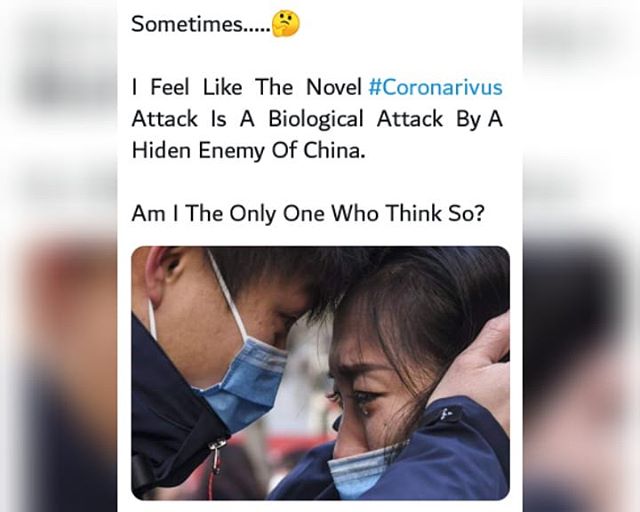 Sometimes.....🤔
I Feel Like The Novel #Coronarivus
Attack Is A Biological Attack By A
Hiden Enemy Of China.
Am I The Only One Who Think So?